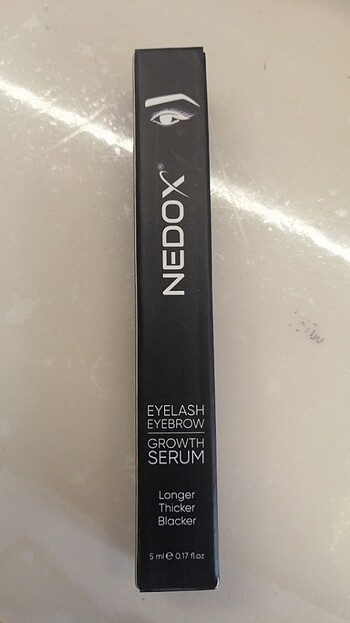 NEDOX®
EYELASH
EYEBROW
GROWTH
SERUM
Longer
Thicker
Blacker
5 ml ℮ 0.17 fl.oz